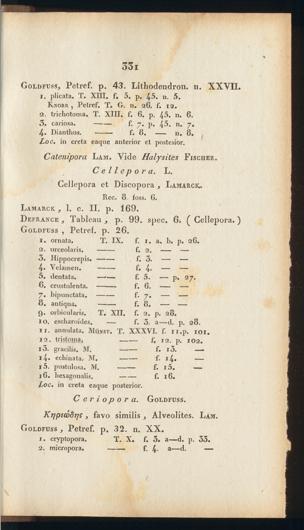 331
GOLDFUSS, Petref. p. 43. Lithodendron. n. XXVII.
1. plicata. T. XIII. f. 5. p. 45. n. 5.
KNORR, Petref. T. G. n. 26. f. 12.
2. trichotoma. T. XIII. f. 6. p. 45. n. 6.
3. cariosa. — f. 7. p. 45. n. 7.
4. Dianthus. — f. 8. — n. 8.
Loc. in creta eaque anterior et posterior.
Catenipora LAM. Vide Halysites FISCHER.
Cellepora. L.
Cellepora et Discopora, LAMARCK.
Rec. 8. foss. 6.
LAMARCK, l. c. II. p. 169.
DEFRANCE, Tableau, p. 99. spec. 6. (Cellepora.)
GOLDFUSS, Petref. p. 26.
1. ornata. T. IX. f. 1. a. b. p. 26.
2. urceolaris. — f. 2. — —
3. Hippocrepis. — f. 3. — —
4. Velamen. — f. 4. — —
5. dentata. — f. 5. — p. 27.
6. crustulenta. — f. 6. — —
7. bipunctata. — f. 7. — —
8. antiqua. — f. 8. — —
9. orbicularis. T. XII. f. 2. p. 28.
10. escharoides. — f. 3. a—d. p. 28.
11. annulata. MÜNST. T. XXXVI. f. 11. p. 101.
12. tristoma. — f. 12. p. 102.
13. gracilis. M. — f. 13. —
14. echinata. M. — f. 14. —
15. pustulosa. M. — f. 15. —
16. hexagonalis. — f. 16.
Loc. in creta eaque posterior.
Ceriopora. GOLDFUSS.
Κηριώδης, favo similis, Alveolites. LAM.
GOLDFUSS, Petref. p. 32. n. XX.
1. cryptopora. T. X. f. 3. a—d. p. 33.
2. micropora. — f. 4. a—d. —